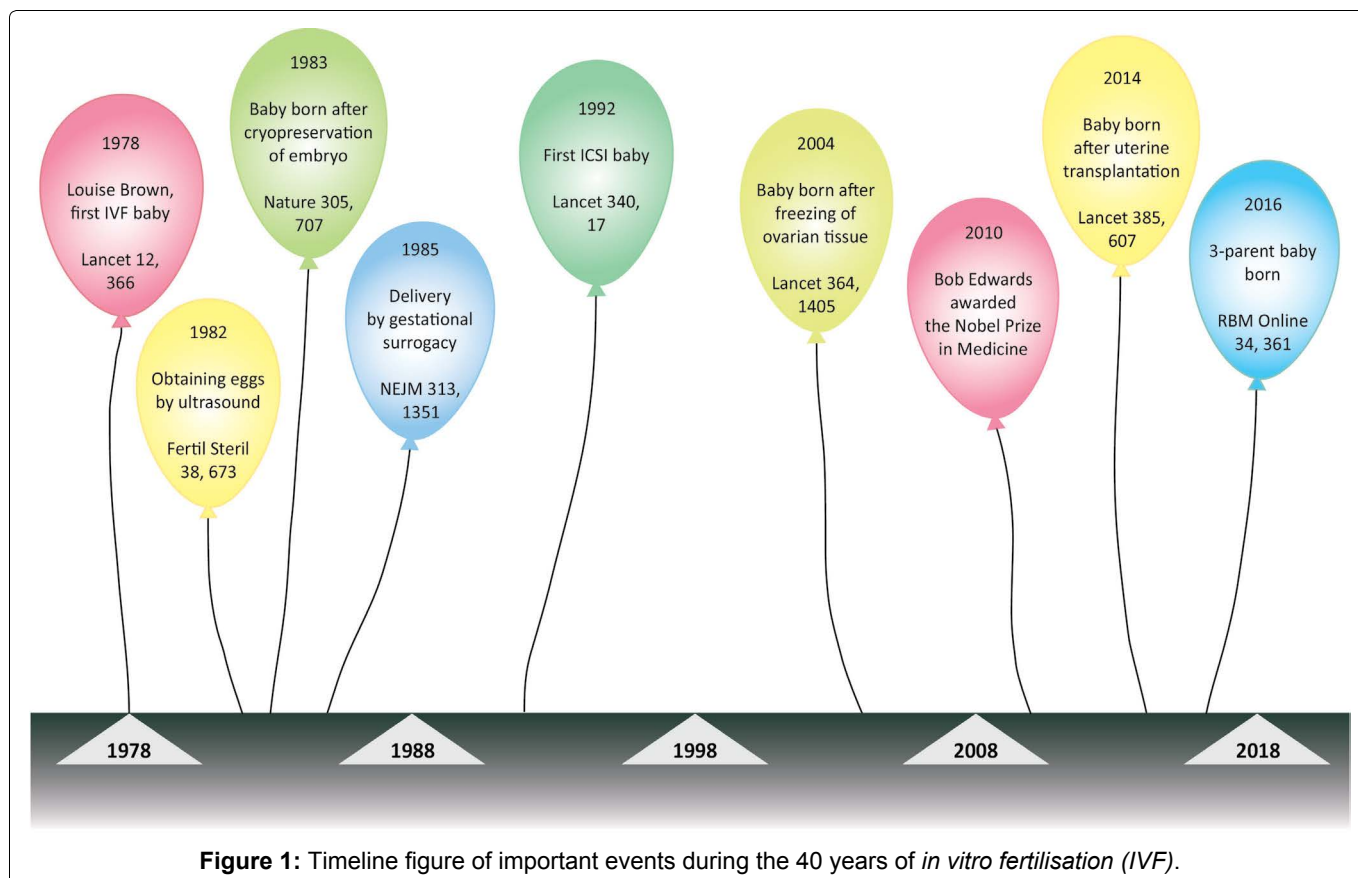 1978
Louise Brown,
first IVF baby
Lancet 12,
366
1982
Obtaining eggs
by ultrasound
Fertil Steril
38, 673
1983
Baby born after
cryopreservation
of embryo
Nature 305,
707
1985
Delivery
by gestational
surrogacy
NEJM 313,
1351
1992
First ICSI baby
Lancet 340,
17
2004
Baby born after
freezing of
ovarian tissue
Lancet 364,
1405
2010
Bob Edwards
awarded
the Nobel Prize
in Medicine
2014
Baby born
after uterine
transplantation
Lancet 385,
607
2016
3-parent baby
born
RBM Online
34, 361
1978
1988
1998
2008
2018
Figure 1: Timeline figure of important events during the 40 years of in vitro fertilisation (IVF).